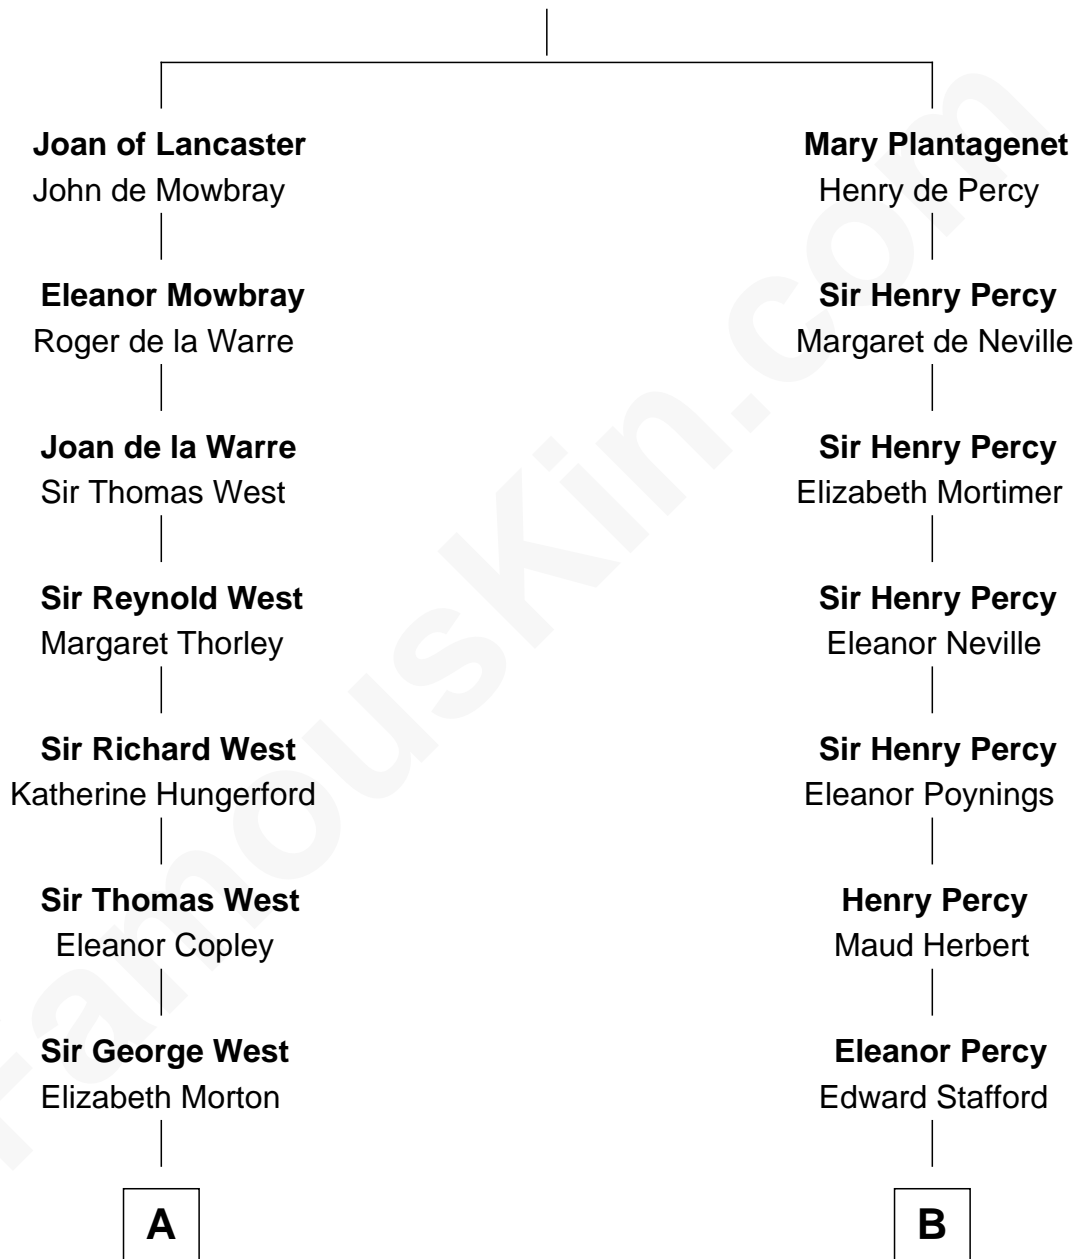 Joan of Lancaster
John de Mowbray
Eleanor Mowbray
Roger de la Warre
Joan de la Warre
Sir Thomas West
Sir Reynold West
Margaret Thorley
Sir Richard West
Katherine Hungerford
Sir Thomas West
Eleanor Copley
Sir George West
Elizabeth Morton
A
Mary Plantagenet
Henry de Percy
Sir Henry Percy
Margaret de Neville
Sir Henry Percy
Elizabeth Mortimer
Sir Henry Percy
Eleanor Neville
Sir Henry Percy
Eleanor Poynings
Henry Percy
Maud Herbert
Eleanor Percy
Edward Stafford
B
FamousKin.com